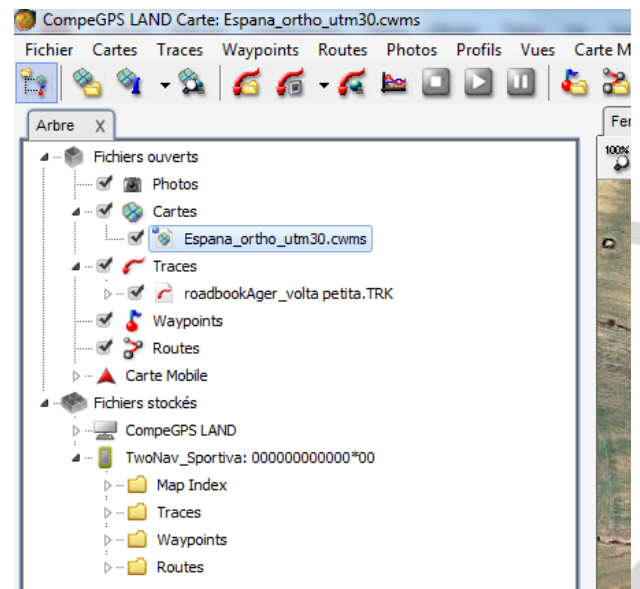 CompeGPS LAND Carte: Espana_ortho_utm30.cwms
Fichier Cartes Traces Waypoints Routes Photos Profils Vues Carte M
Arbre X
Fer
100%
Fichiers ouverts
Photos
Cartes
Espana_ortho_utm30.cwms
Traces
roadbookAger_volta petita.TRK
Waypoints
Routes
Carte Mobile
Fichiers stockés
CompeGPS LAND
TwoNav_Sportiva: 000000000000*00
Map Index
Traces
Waypoints
Routes